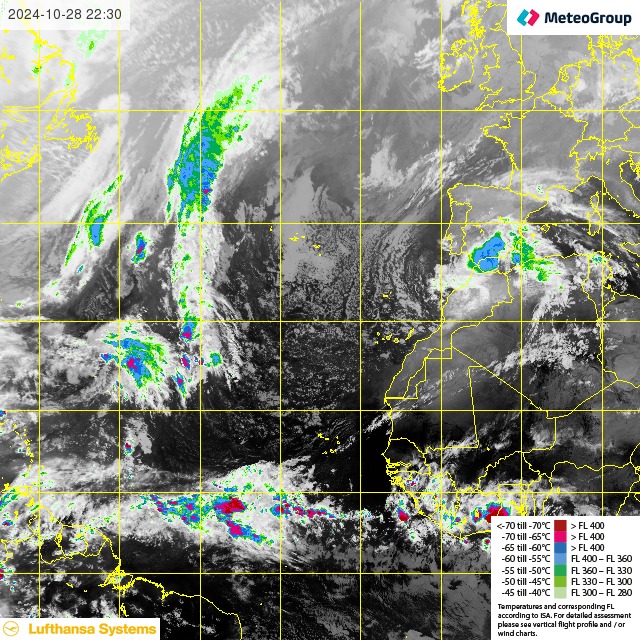 2024-10-28 22:30
MeteoGroup
<-70 till -70°C > FL 400
-70 till -65°C > FL 400
-65 till -60°C > FL 400
-60 till -55°C FL 400 - FL 360
-55 till -50°C FL 360 - FL 330
-50 till -45°C FL 330 - FL 300
-45 till -40°C FL 300 - FL 280
Temperatures and corresponding FL
according to ISA. For detailed assessment
please see vertical flight profile and / or
wind charts.
Lufthansa Systems